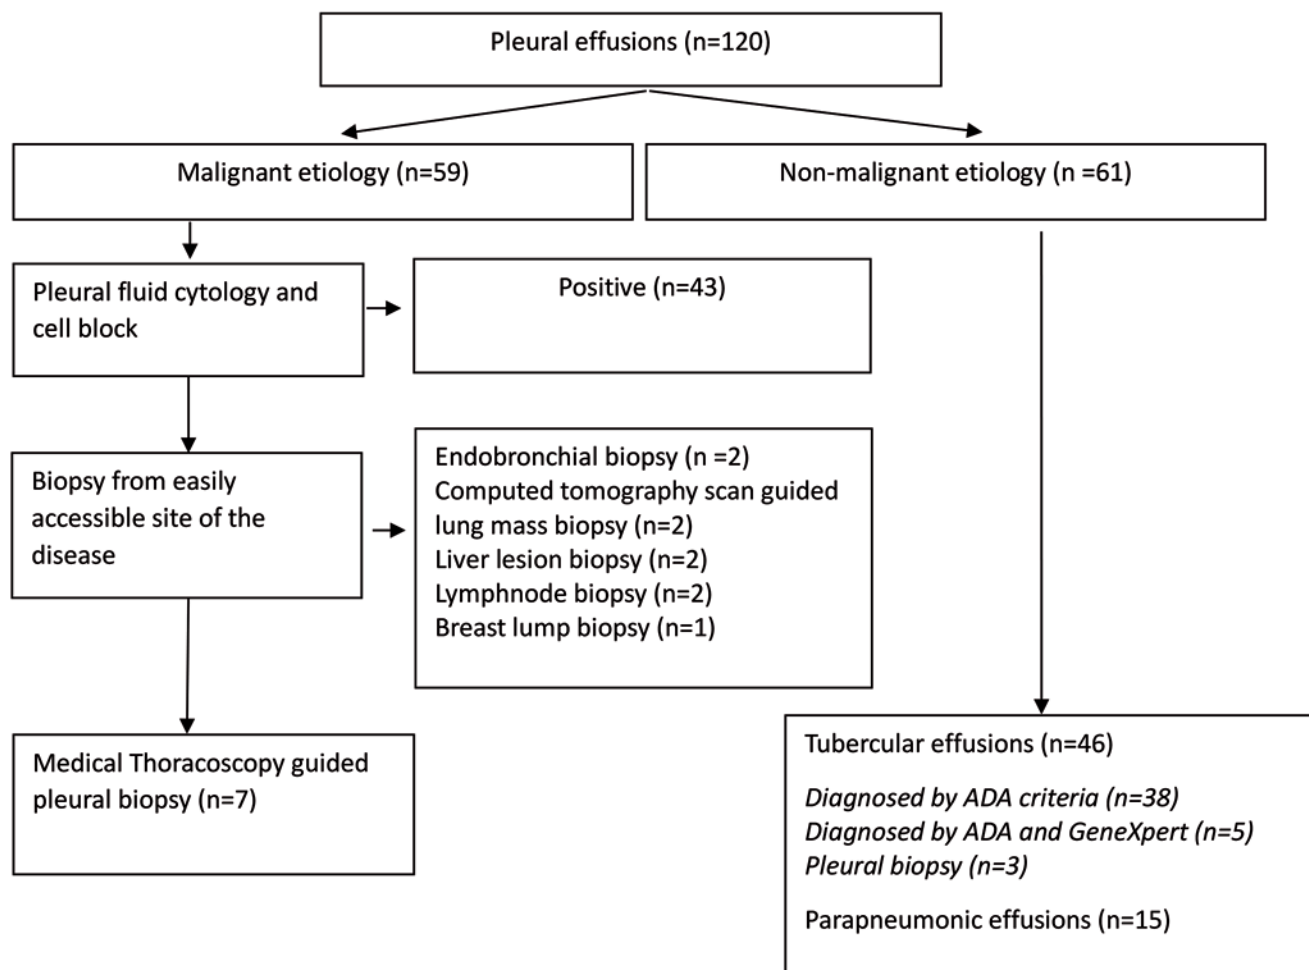 Pleural effusions (n=120)
Malignant etiology (n=59)
Non-malignant etiology (n =61)
Pleural fluid cytology and
cell block
Positive (n=43)
Biopsy from easily
accessible site of the
disease
Endobronchial biopsy (n =2)
Computed tomography scan guided
lung mass biopsy (n=2)
Liver lesion biopsy (n=2)
Lymphnode biopsy (n=2)
Breast lump biopsy (n=1)
Medical Thoracoscopy guided
pleural biopsy (n=7)
Tubercular effusions (n=46)
Diagnosed by ADA criteria (n=38)
Diagnosed by ADA and GeneXpert (n=5)
Pleural biopsy (n=3)
Parapneumonic effusions (n=15)